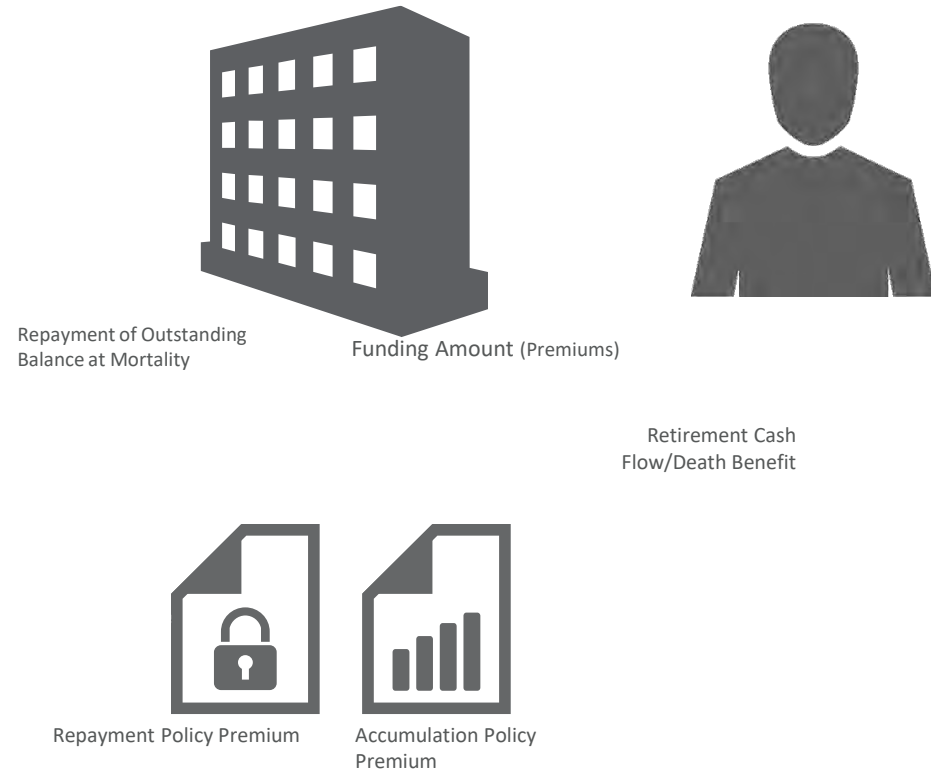 Repayment of Outstanding
Balance at Mortality
Funding Amount (Premiums)
Retirement Cash
Flow/Death Benefit
Repayment Policy Premium
Accumulation Policy
Premium